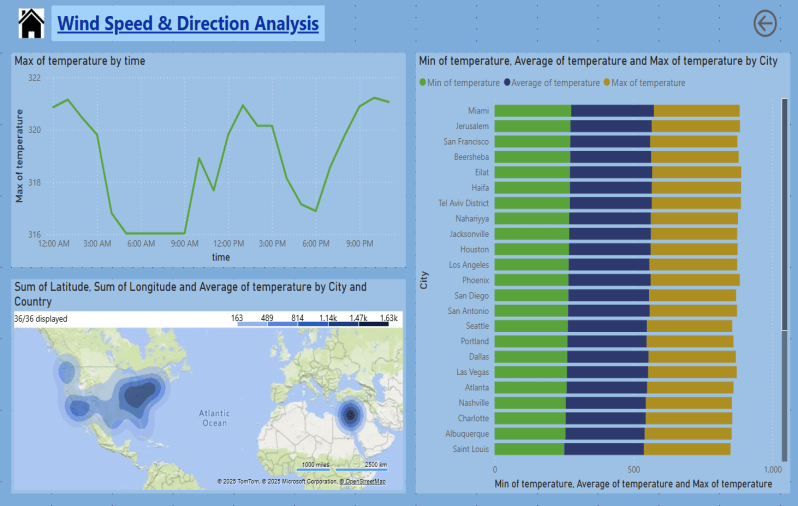 Wind Speed & Direction Analysis
Max of temperature by time
322
320
318
316
Max of temperature
12:00 AM 3:00 AM 6:00 AM 9:00 AM 12:00 PM 3:00 PM 6:00 PM 9:00 PM
time
Sum of Latitude, Sum of Longitude and Average of temperature by City and
Country
36/36 displayed
163 489 814 1.14k 1.47k 1.63k
Atlantic
Ocean
1000 miles 2500 km
© 2025 TomTom, © 2025 Microsoft Corporation, © OpenStreetMap
Min of temperature, Average of temperature and Max of temperature by City
Min of temperature Average of temperature Max of temperature
City
Miami
Jerusalem
San Francisco
Beersheba
Eilat
Haifa
Tel Aviv District
Nahariyya
Jacksonville
Houston
Los Angeles
Phoenix
San Diego
San Antonio
Seattle
Portland
Dallas
Las Vegas
Atlanta
Nashville
Charlotte
Albuquerque
Saint Louis
0 500 1,000
Min of temperature, Average of temperature and Max of temperature